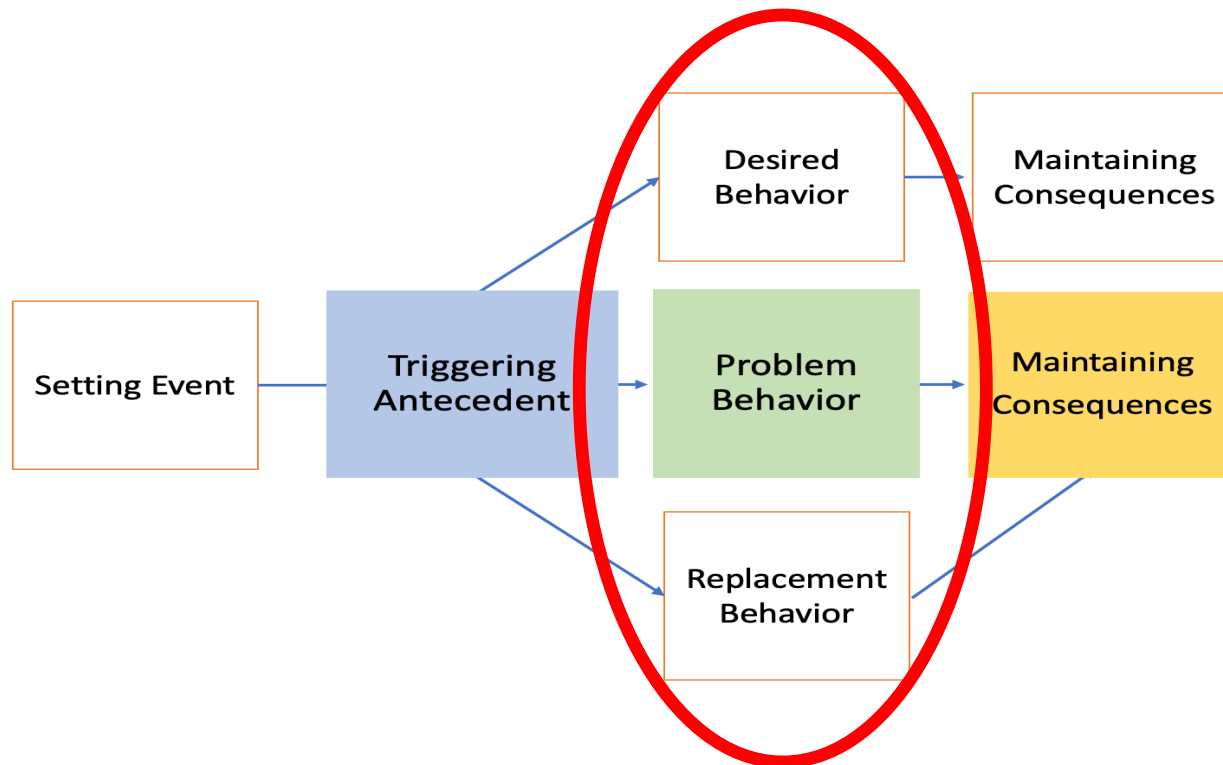 Desired
Behavior
Maintaining
Consequences
Setting Event
Triggering
Antecedent
Problem
Behavior
Maintaining
Consequences
Replacement
Behavior